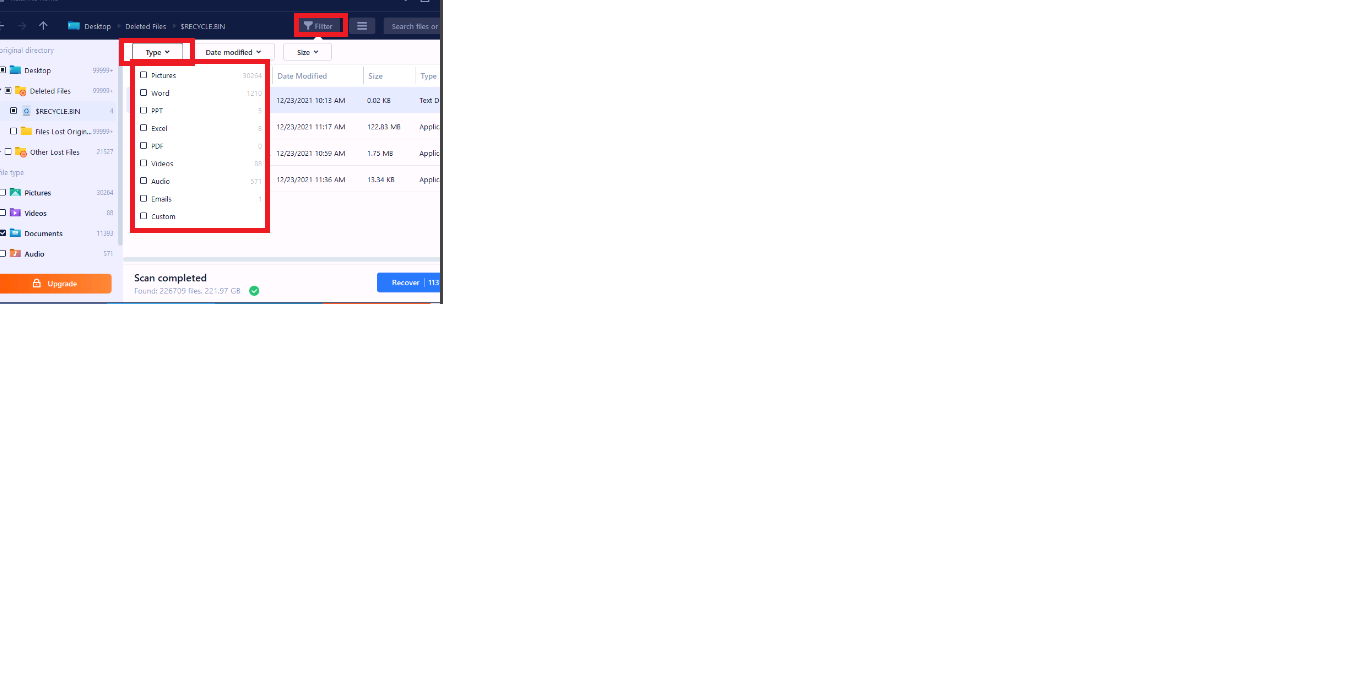 Desktop Deleted Files $RECYCLE.BIN Filter Search files or
original directory
Desktop 99999+
Deleted Files 99999+
$RECYCLE.BIN 4
Files Lost Origin... 99999+
Other Lost Files 21527
file type
Pictures 30264
Videos 88
Documents 11393
Audio 571
Upgrade
Type Date modified Size
Pictures 30264
Word 1210
PPT 5
Excel 8
PDF 0
Videos 88
Audio 571
Emails 1
Custom
Date Modified Size Type
12/23/2021 10:13 AM 0.02 KB Text D
12/23/2021 11:17 AM 122.83 MB Applic
12/23/2021 10:59 AM 1.75 MB Applic
12/23/2021 11:36 AM 13.34 KB Applic
Scan completed
Found: 226709 files, 221.97 GB
Recover 113